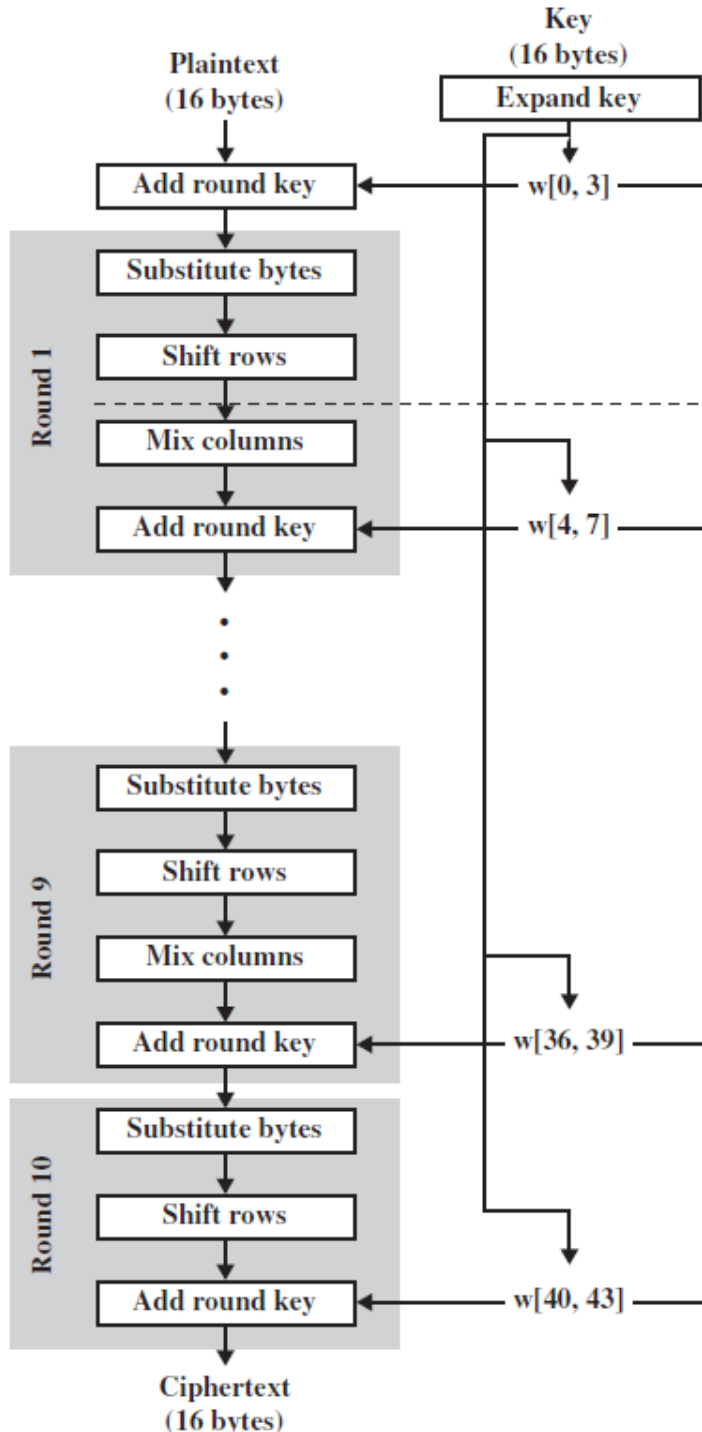 Key
(16 bytes)
Plaintext
(16 bytes)
Expand key
Add round key
w[0, 3]
Round 1
Substitute bytes
Shift rows
Mix columns
Add round key
w[4, 7]
Round 9
Substitute bytes
Shift rows
Mix columns
Add round key
w[36, 39]
Round 10
Substitute bytes
Shift rows
Add round key
w[40, 43]
Ciphertext
(16 bytes)